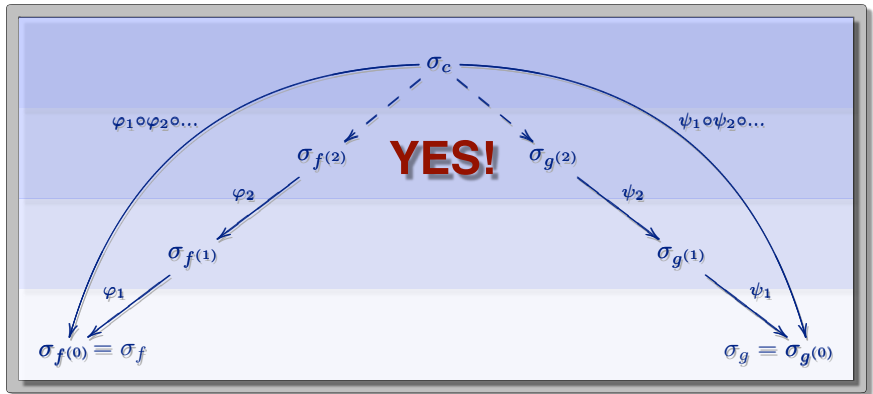 σ_c
φ₁∘φ₂∘... ψ₁∘ψ₂∘...
σ_{f^{(2)}} YES! σ_{g^{(2)}}
φ₂ ψ₂
σ_{f^{(1)}} σ_{g^{(1)}}
φ₁ ψ₁
σ_{f^{(0)}} = σ_f σ_g = σ_{g^{(0)}}